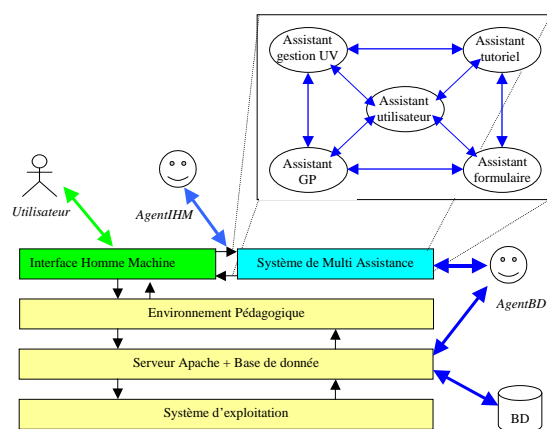 Assistant
gestion UV
Assistant
tutoriel
Assistant
utilisateur
Assistant
GP
Assistant
formulaire
Utilisateur
AgentIHM
Interface Homme Machine
Système de Multi Assistance
AgentBD
Environnement Pédagogique
Serveur Apache + Base de donnée
Système d'exploitation
BD